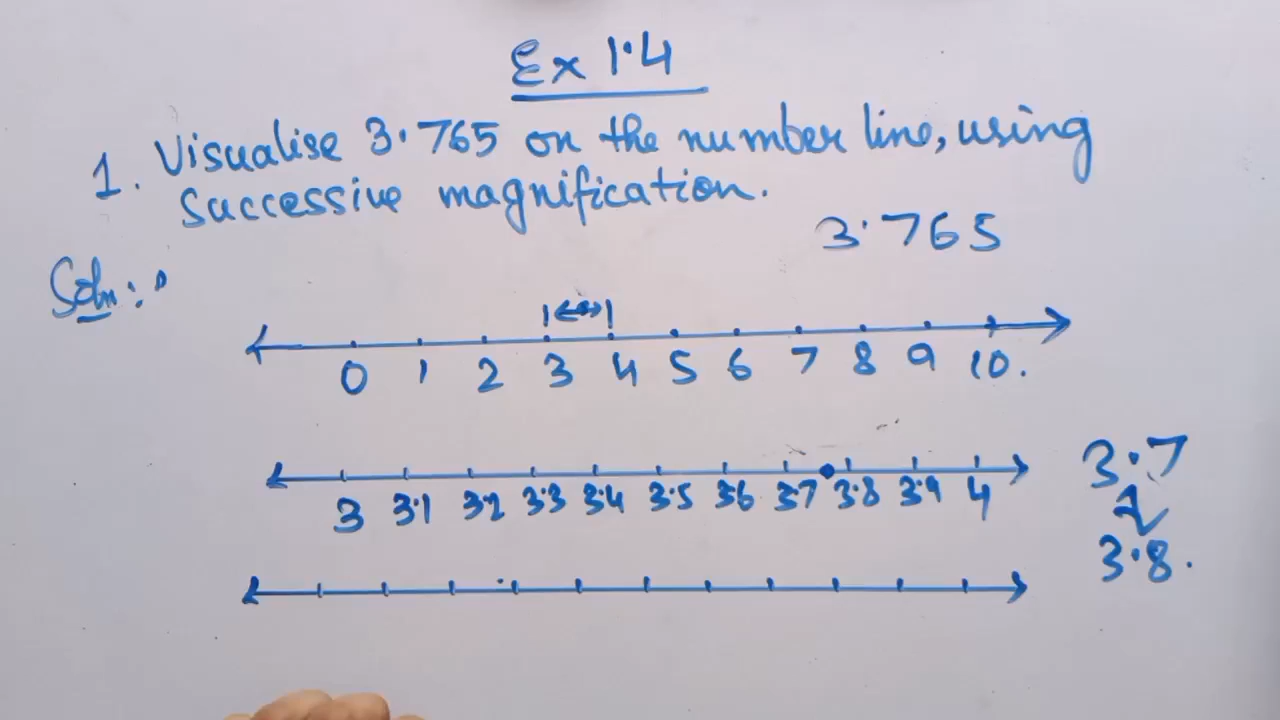 Ex 1.4
1. Visualise 3.765 on the number line, using
successive magnification.
3.765
Soln:
0 1 2 3 4 5 6 7 8 9 10.
3 3.1 3.2 3.3 3.4 3.5 3.6 3.7 3.8 3.9 4
3.7
3.8.